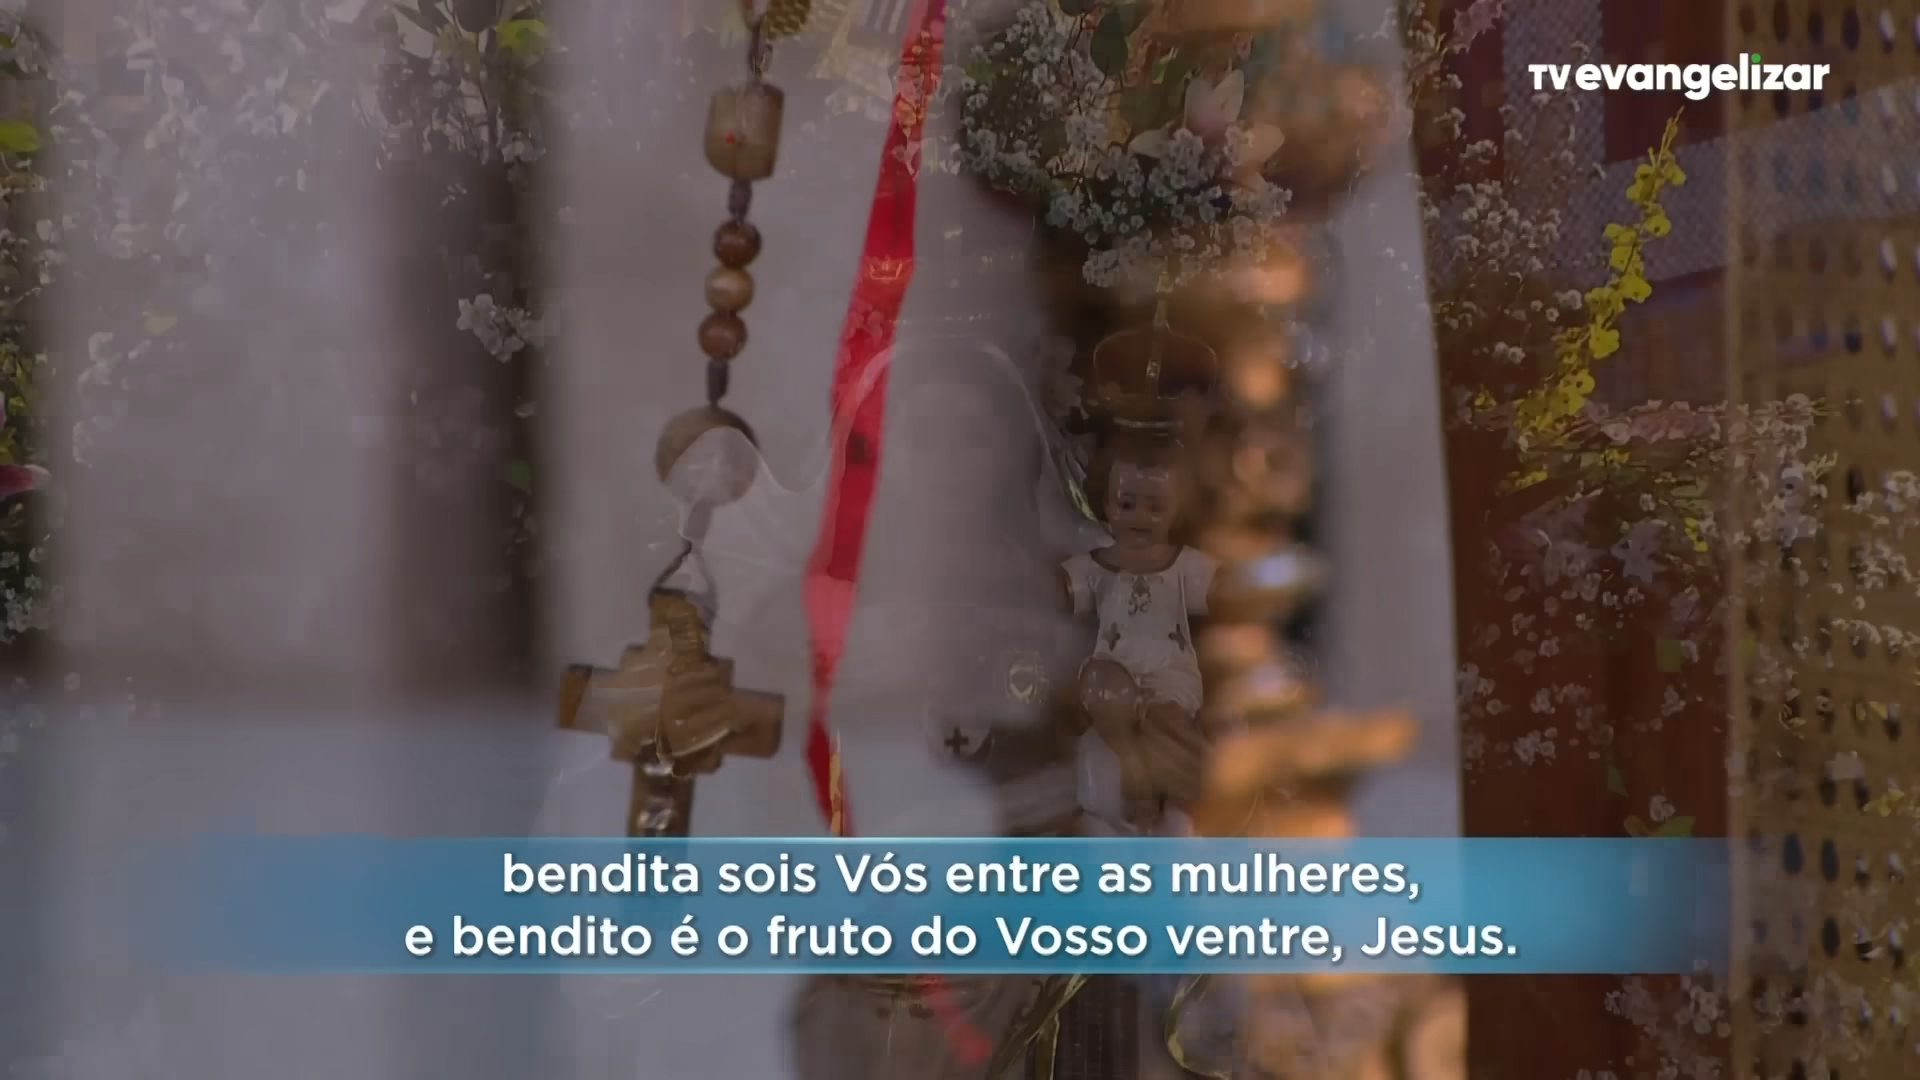 TVevangelizar
bendita sois Vós entre as mulheres,
e bendito é o fruto do Vosso ventre, Jesus.